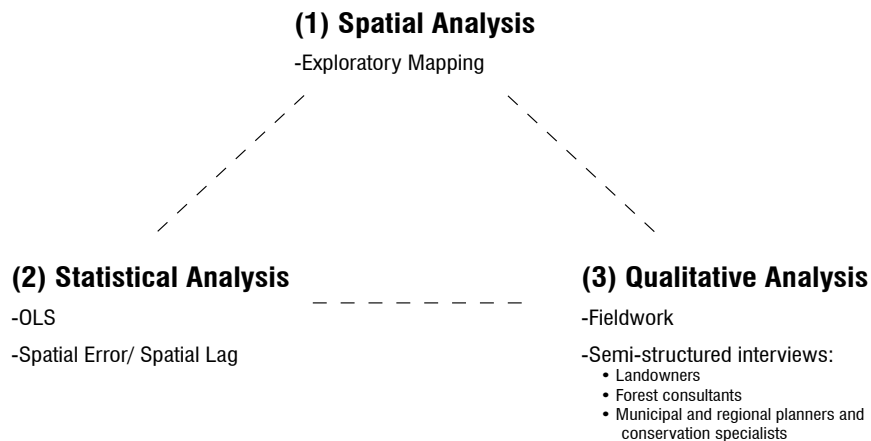 (1) Spatial Analysis
-Exploratory Mapping
(2) Statistical Analysis
-OLS
-Spatial Error/ Spatial Lag
(3) Qualitative Analysis
-Fieldwork
-Semi-structured interviews:
• Landowners
• Forest consultants
• Municipal and regional planners and
conservation specialists